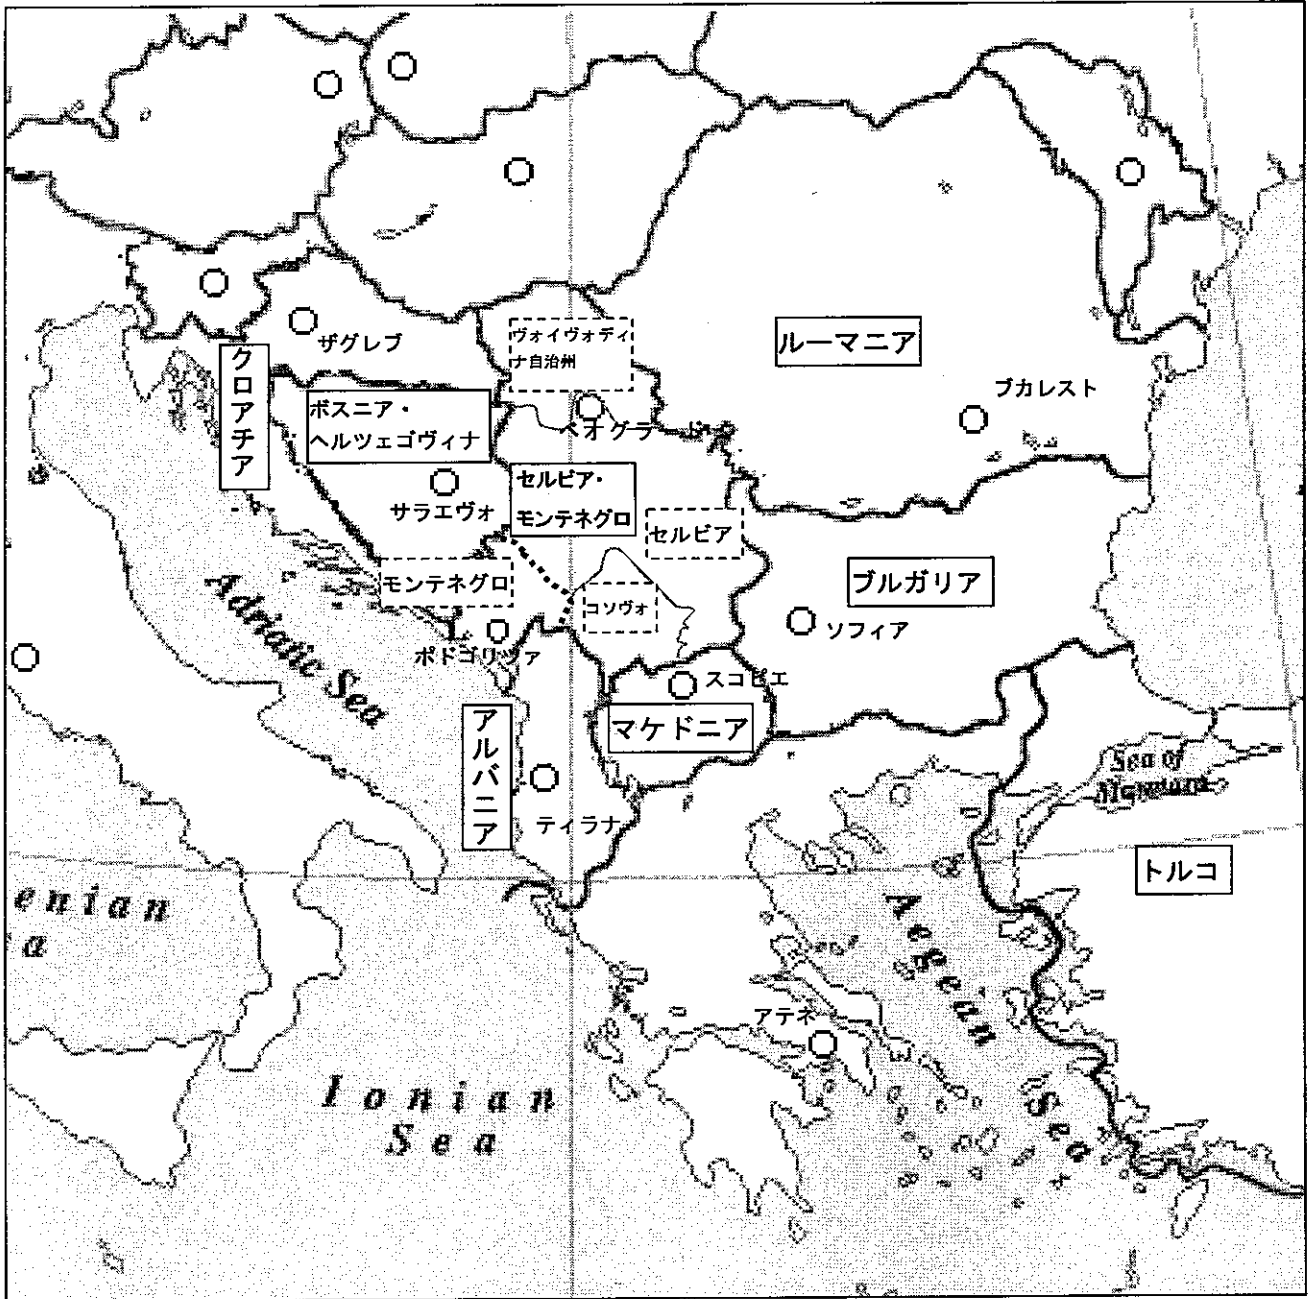 ザグレブ
クロアチア
ヴォイヴォディ
ナ自治州
ルーマニア
ブカレスト
ボスニア・
ヘルツェゴヴィナ
ベオグラード
サラエヴォ
セルビア・
モンテネグロ
セルビア
モンテネグロ
コソヴォ
ブルガリア
ソフィア
ポドゴリツァ
スコピエ
マケドニア
アルバニア
ティラナ
Adriatic Sea
Sea of
Marmara
トルコ
enian
a
Aegean
Sea
アテネ
Ionian
Sea